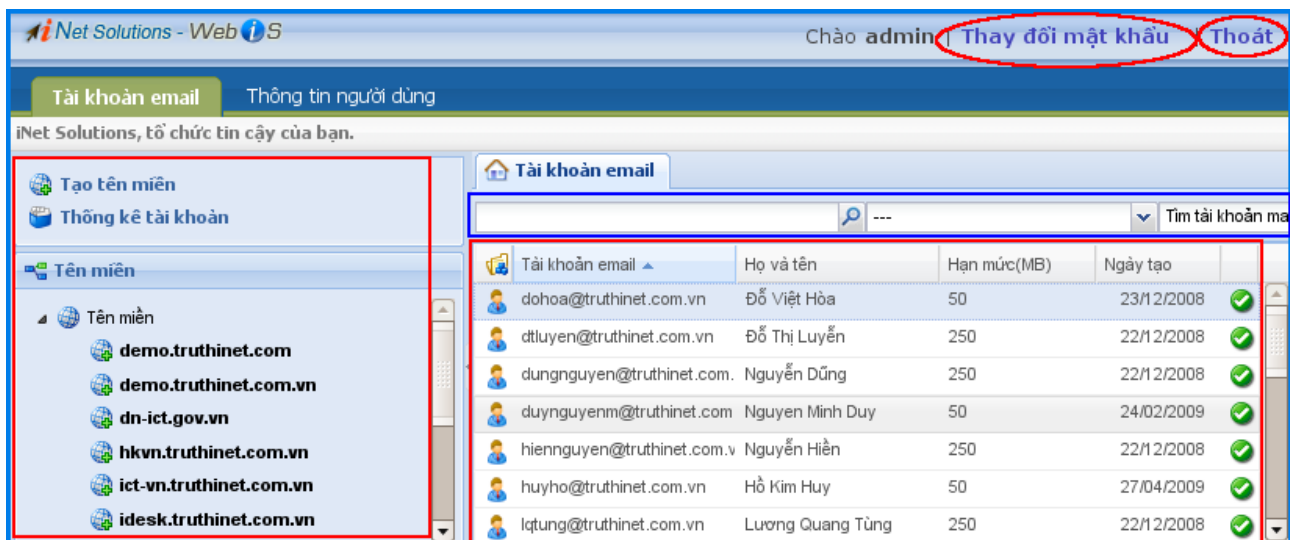 iNet Solutions - WebiS
Chào admin | Thay đổi mật khẩu | Thoát
Tài khoản email Thông tin người dùng
iNet Solutions, tổ chức tin cậy của bạn.
Tạo tên miền
Thống kê tài khoản
Tên miền
Tên miền
demo.truthinet.com
demo.truthinet.com.vn
dn-ict.gov.vn
hkvn.truthinet.com.vn
ict-vn.truthinet.com.vn
idesk.truthinet.com.vn
Tài khoản email
--- Tìm tài khoản ma
Tài khoản email Họ và tên Hạn mức(MB) Ngày tạo
dohoa@truthinet.com.vn Đỗ Việt Hòa 50 23/12/2008
dtluyen@truthinet.com.vn Đỗ Thị Luyễn 250 22/12/2008
dungnguyen@truthinet.com. Nguyễn Dũng 250 22/12/2008
duynguyenm@truthinet.com Nguyen Minh Duy 50 24/02/2009
hiennguyen@truthinet.com.v Nguyễn Hiền 250 22/12/2008
huyho@truthinet.com.vn Hồ Kim Huy 50 27/04/2009
lqtung@truthinet.com.vn Lương Quang Tùng 250 22/12/2008